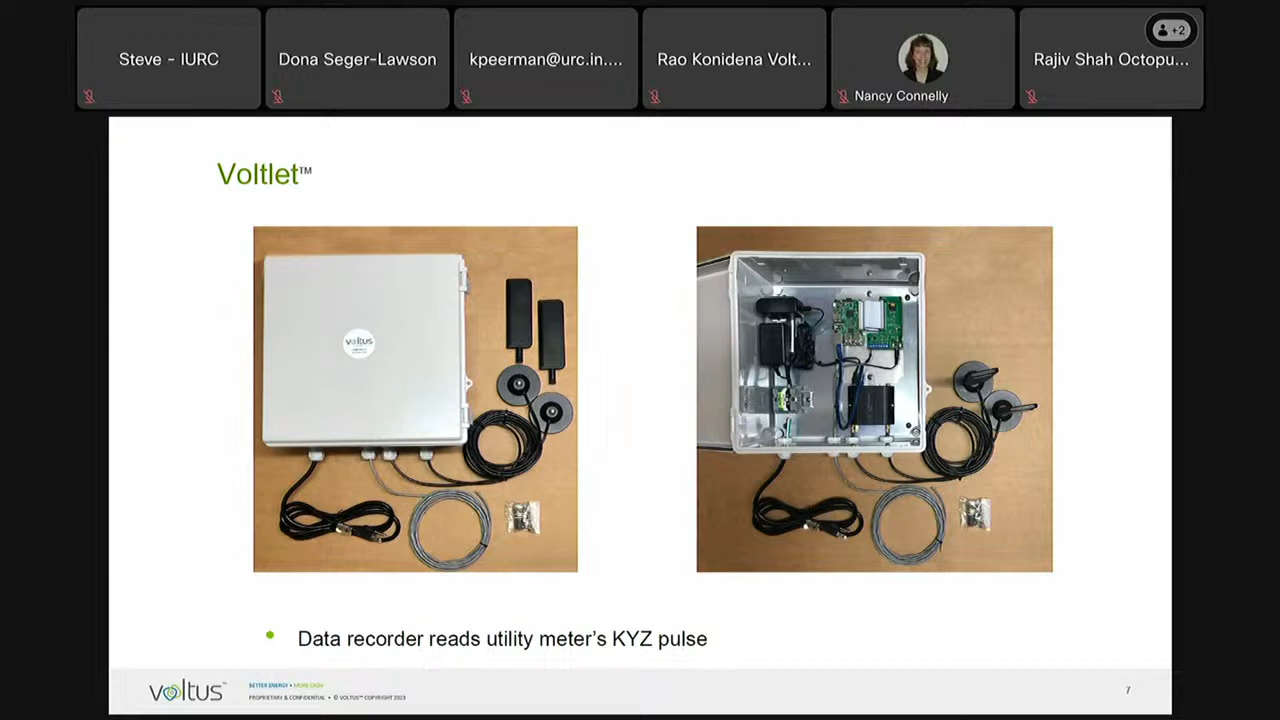 Steve - IURC
Dona Seger-Lawson
kpeerman@urc.in....
Rao Konidena Volt...
Nancy Connelly
Rajiv Shah Octopu...
+2
Voltlet™
voltus
Data recorder reads utility meter's KYZ pulse
voltus™
BETTER ENERGY • MORE CASH
PROPRIETARY & CONFIDENTIAL • © VOLTUS™ COPYRIGHT 2023
7